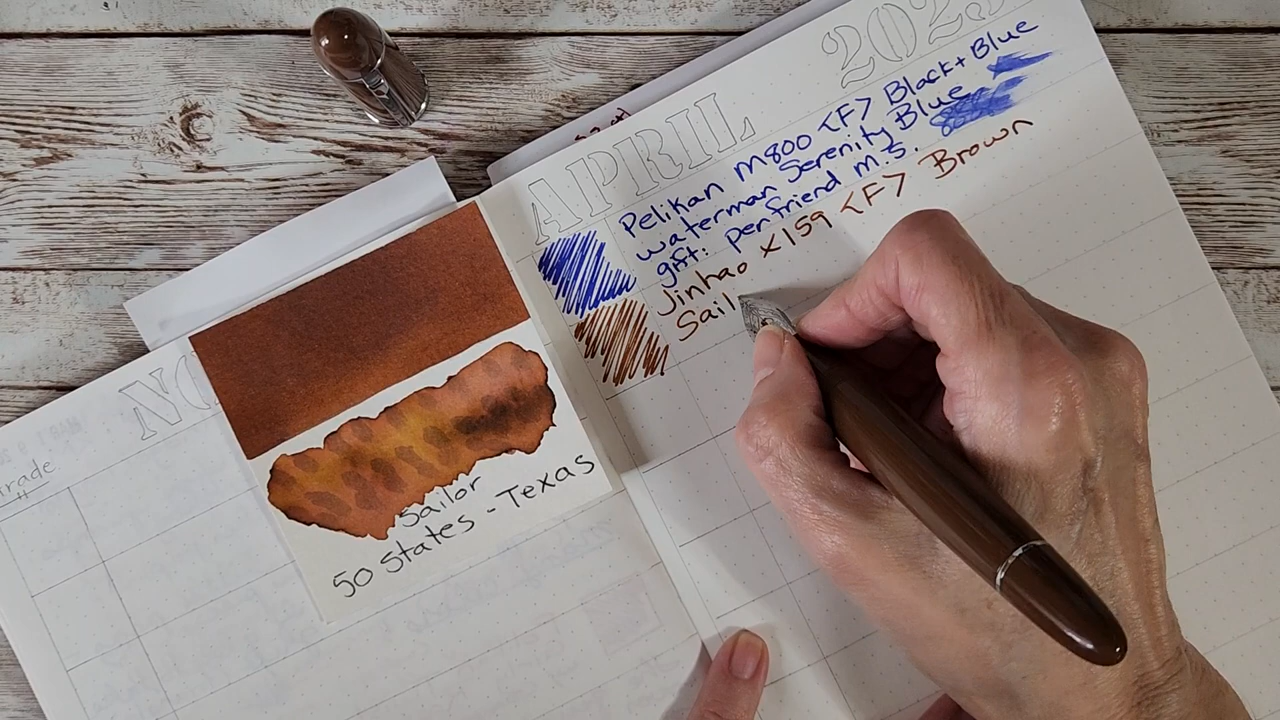 APRIL 202
Pelikan M800 <F> Black+Blue
waterman Serenity Blue
gift: penfriend M.S.
Jinhao x159 <F> Brown
Sail
NO
Sailor
50 States - Texas